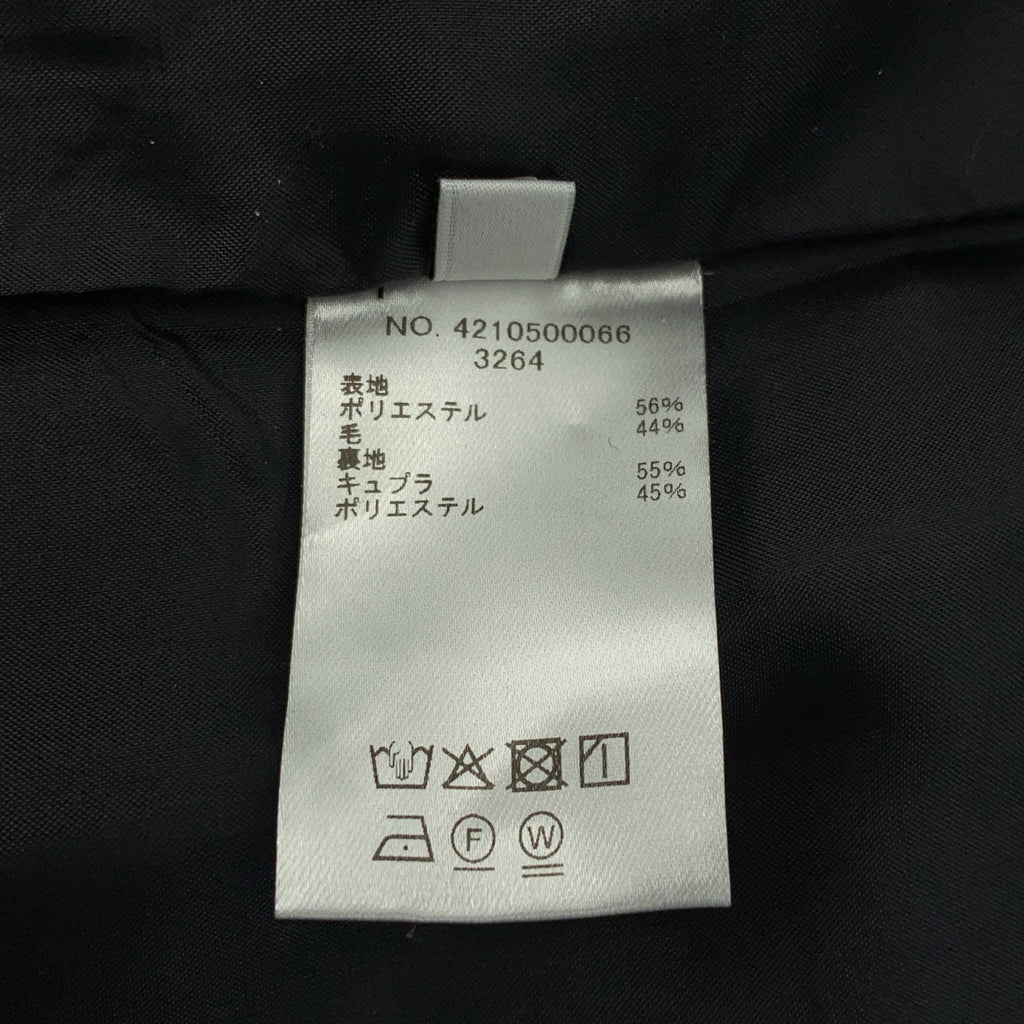 NO. 4210500066
3264
表地
ポリエステル 56%
毛 44%
裏地
キュプラ 55%
ポリエステル 45%
F W